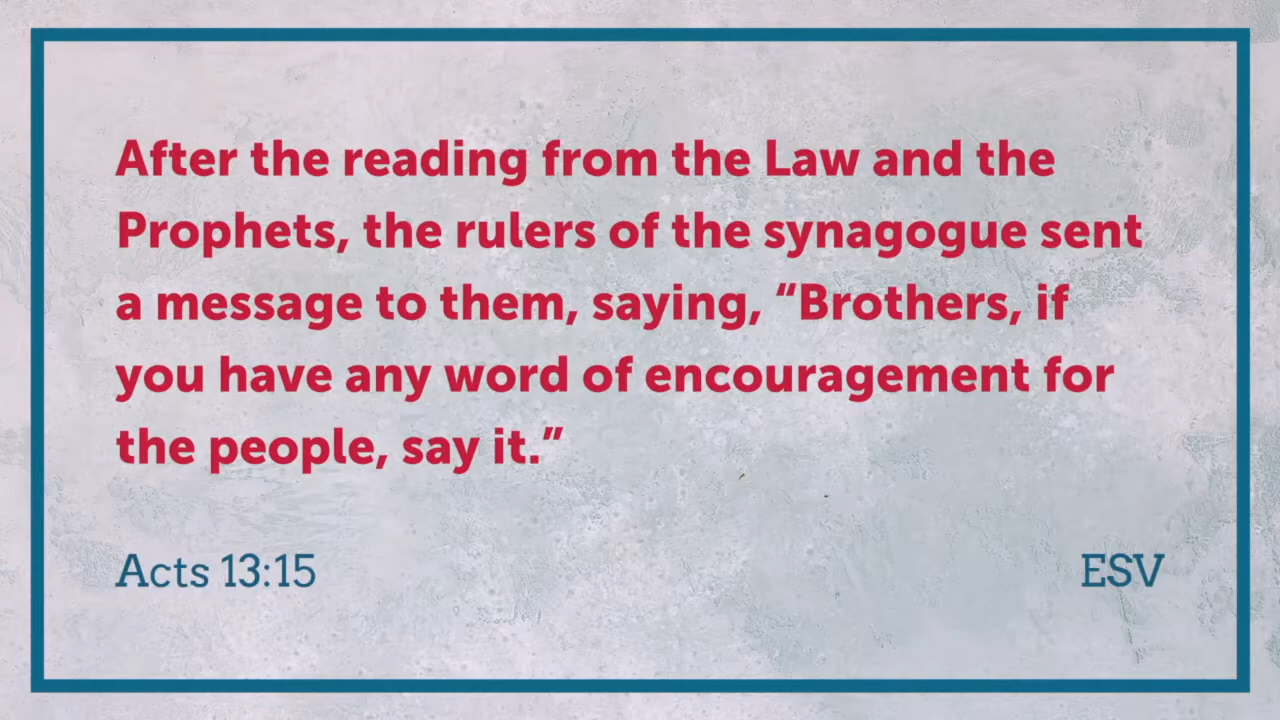 After the reading from the Law and the
Prophets, the rulers of the synagogue sent
a message to them, saying, “Brothers, if
you have any word of encouragement for
the people, say it.”
Acts 13:15 ESV